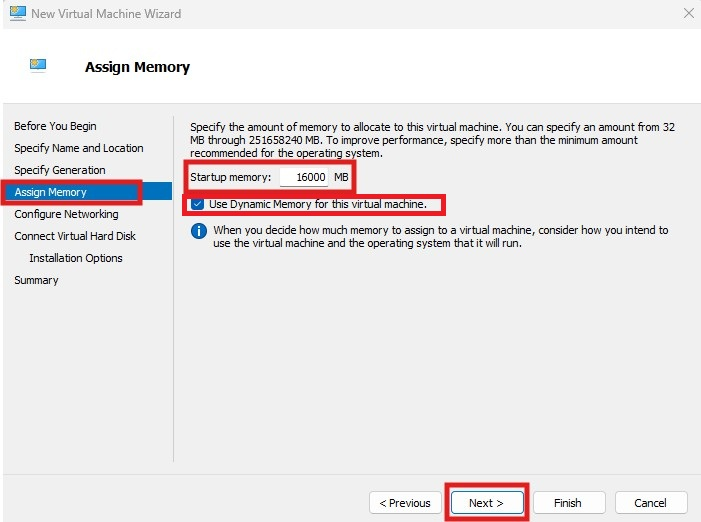 New Virtual Machine Wizard
Assign Memory
Before You Begin
Specify Name and Location
Specify Generation
Assign Memory
Configure Networking
Connect Virtual Hard Disk
Installation Options
Summary
Specify the amount of memory to allocate to this virtual machine. You can specify an amount from 32
MB through 251658240 MB. To improve performance, specify more than the minimum amount
recommended for the operating system.
Startup memory: 16000 MB
Use Dynamic Memory for this virtual machine.
When you decide how much memory to assign to a virtual machine, consider how you intend to
use the virtual machine and the operating system that it will run.
< Previous Next > Finish Cancel